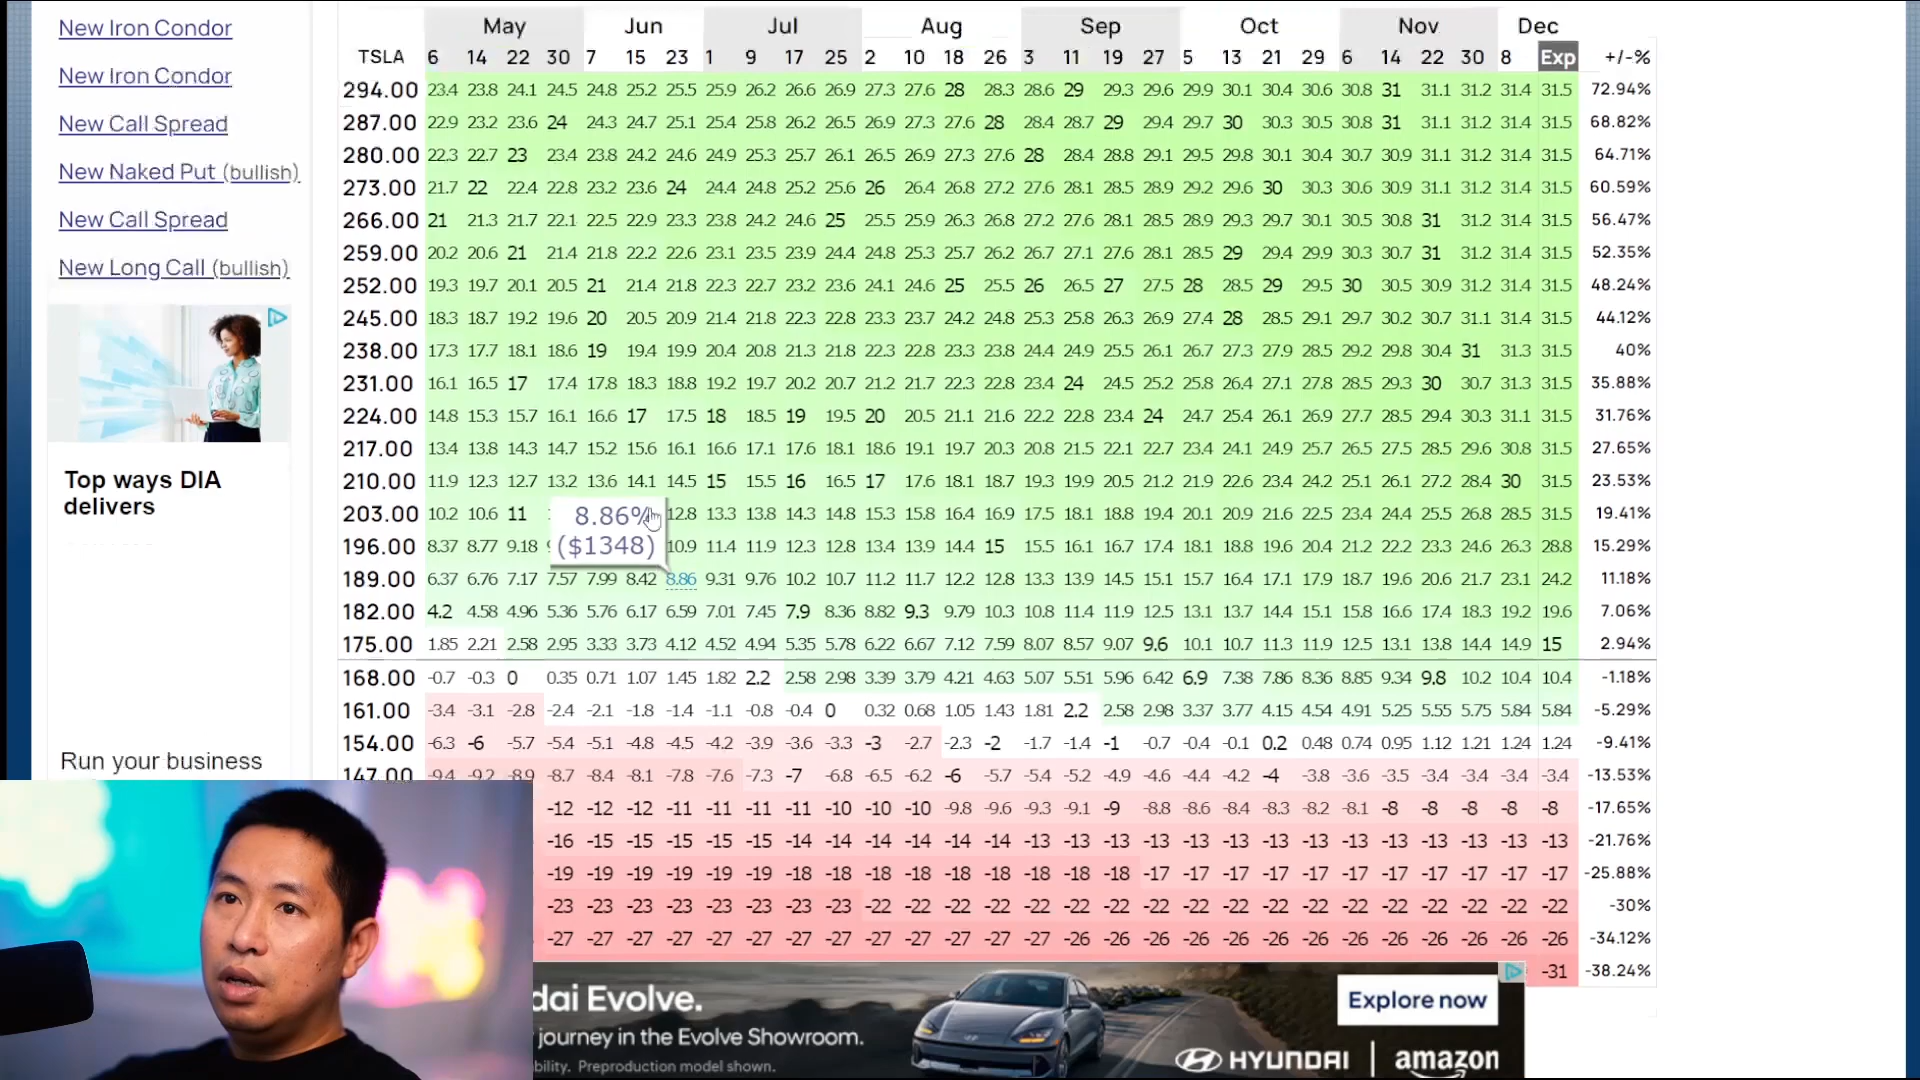 New Iron Condor
New Iron Condor
New Call Spread
New Naked Put (bullish)
New Call Spread
New Long Call (bullish)
Top ways DIA
delivers
Run your business
May Jun Jul Aug Sep Oct Nov Dec
TSLA 6 14 22 30 7 15 23 1 9 17 25 2 10 18 26 3 11 19 27 5 13 21 29 6 14 22 30 8 Exp +/-%
294.00 23.4 23.8 24.1 24.5 24.8 25.2 25.5 25.9 26.2 26.6 26.9 27.3 27.6 28 28.3 28.6 29 29.3 29.6 29.9 30.1 30.4 30.6 30.8 31 31.1 31.2 31.4 31.5 72.94%
287.00 22.9 23.2 23.6 24 24.3 24.7 25.1 25.4 25.8 26.2 26.5 26.9 27.3 27.6 28 28.4 28.7 29 29.4 29.7 30 30.3 30.5 30.8 31 31.1 31.2 31.4 31.5 68.82%
280.00 22.3 22.7 23 23.4 23.8 24.2 24.6 24.9 25.3 25.7 26.1 26.5 26.9 27.3 27.6 28 28.4 28.8 29.1 29.5 29.8 30.1 30.4 30.7 30.9 31.1 31.2 31.4 31.5 64.71%
273.00 21.7 22 22.4 22.8 23.2 23.6 24 24.4 24.8 25.2 25.6 26 26.4 26.8 27.2 27.6 28.1 28.5 28.9 29.2 29.6 30 30.3 30.6 30.9 31.1 31.2 31.4 31.5 60.59%
266.00 21 21.3 21.7 22.1 22.5 22.9 23.3 23.8 24.2 24.6 25 25.5 25.9 26.3 26.8 27.2 27.6 28.1 28.5 28.9 29.3 29.7 30.1 30.5 30.8 31 31.2 31.4 31.5 56.47%
259.00 20.2 20.6 21 21.4 21.8 22.2 22.6 23.1 23.5 23.9 24.4 24.8 25.3 25.7 26.2 26.7 27.1 27.6 28.1 28.5 29 29.4 29.9 30.3 30.7 31 31.2 31.4 31.5 52.35%
252.00 19.3 19.7 20.1 20.5 21 21.4 21.8 22.3 22.7 23.2 23.6 24.1 24.6 25 25.5 26 26.5 27 27.5 28 28.5 29 29.5 30 30.5 30.9 31.2 31.4 31.5 48.24%
245.00 18.3 18.7 19.2 19.6 20 20.5 20.9 21.4 21.8 22.3 22.8 23.3 23.7 24.2 24.8 25.3 25.8 26.3 26.9 27.4 28 28.5 29.1 29.7 30.2 30.7 31.1 31.4 31.5 44.12%
238.00 17.3 17.7 18.1 18.6 19 19.4 19.9 20.4 20.8 21.3 21.8 22.3 22.8 23.3 23.8 24.4 24.9 25.5 26.1 26.7 27.3 27.9 28.5 29.2 29.8 30.4 31 31.3 31.5 40%
231.00 16.1 16.5 17 17.4 17.8 18.3 18.8 19.2 19.7 20.2 20.7 21.2 21.7 22.3 22.8 23.4 24 24.5 25.2 25.8 26.4 27.1 27.8 28.5 29.3 30 30.7 31.3 31.5 35.88%
224.00 14.8 15.3 15.7 16.1 16.6 17 17.5 18 18.5 19 19.5 20 20.5 21.1 21.6 22.2 22.8 23.4 24 24.7 25.4 26.1 26.9 27.7 28.5 29.4 30.3 31.1 31.5 31.76%
217.00 13.4 13.8 14.3 14.7 15.2 15.6 16.1 16.6 17.1 17.6 18.1 18.6 19.1 19.7 20.3 20.8 21.5 22.1 22.7 23.4 24.1 24.9 25.7 26.5 27.5 28.5 29.6 30.8 31.5 27.65%
210.00 11.9 12.3 12.7 13.2 13.6 14.1 14.5 15 15.5 16 16.5 17 17.6 18.1 18.7 19.3 19.9 20.5 21.2 21.9 22.6 23.4 24.2 25.1 26.1 27.2 28.4 30 31.5 23.53%
203.00 10.2 10.6 11 12.8 13.3 13.8 14.3 14.8 15.3 15.8 16.4 16.9 17.5 18.1 18.8 19.4 20.1 20.9 21.6 22.5 23.4 24.4 25.5 26.8 28.5 31.5 19.41%
8.86%
($1348)
196.00 8.37 8.77 9.18 10.9 11.4 11.9 12.3 12.8 13.4 13.9 14.4 15 15.5 16.1 16.7 17.4 18.1 18.8 19.6 20.4 21.2 22.2 23.3 24.6 26.3 28.8 15.29%
189.00 6.37 6.76 7.17 7.57 7.99 8.42 8.86 9.31 9.76 10.2 10.7 11.2 11.7 12.2 12.8 13.3 13.9 14.5 15.1 15.7 16.4 17.1 17.9 18.7 19.6 20.6 21.7 23.1 24.2 11.18%
182.00 4.2 4.58 4.96 5.36 5.76 6.17 6.59 7.01 7.45 7.9 8.36 8.82 9.3 9.79 10.3 10.8 11.4 11.9 12.5 13.1 13.7 14.4 15.1 15.8 16.6 17.4 18.3 19.2 19.6 7.06%
175.00 1.85 2.21 2.58 2.95 3.33 3.73 4.12 4.52 4.94 5.35 5.78 6.22 6.67 7.12 7.59 8.07 8.57 9.07 9.6 10.1 10.7 11.3 11.9 12.5 13.1 13.8 14.4 14.9 15 2.94%
168.00 -0.7 -0.3 0 0.35 0.71 1.07 1.45 1.82 2.2 2.58 2.98 3.39 3.79 4.21 4.63 5.07 5.51 5.96 6.42 6.9 7.38 7.86 8.36 8.85 9.34 9.8 10.2 10.4 10.4 -1.18%
161.00 -3.4 -3.1 -2.8 -2.4 -2.1 -1.8 -1.4 -1.1 -0.8 -0.4 0 0.32 0.68 1.05 1.43 1.81 2.2 2.58 2.98 3.37 3.77 4.15 4.54 4.91 5.25 5.55 5.75 5.84 5.84 -5.29%
154.00 -6.3 -6 -5.7 -5.4 -5.1 -4.8 -4.5 -4.2 -3.9 -3.6 -3.3 -3 -2.7 -2.3 -2 -1.7 -1.4 -1 -0.7 -0.4 -0.1 0.2 0.48 0.74 0.95 1.12 1.21 1.24 1.24 -9.41%
147.00 -9.4 -9.2 -8.9 -8.7 -8.4 -8.1 -7.8 -7.6 -7.3 -7 -6.8 -6.5 -6.2 -6 -5.7 -5.4 -5.2 -4.9 -4.6 -4.4 -4.2 -4 -3.8 -3.6 -3.5 -3.4 -3.4 -3.4 -3.4 -13.53%
-12 -12 -12 -11 -11 -11 -11 -10 -10 -10 -9.8 -9.6 -9.3 -9.1 -9 -8.8 -8.6 -8.4 -8.3 -8.2 -8.1 -8 -8 -8 -8 -8 -17.65%
-16 -15 -15 -15 -15 -15 -14 -14 -14 -14 -14 -14 -13 -13 -13 -13 -13 -13 -13 -13 -13 -13 -13 -13 -13 -13 -21.76%
-19 -19 -19 -19 -19 -19 -18 -18 -18 -18 -18 -18 -18 -18 -18 -17 -17 -17 -17 -17 -17 -17 -17 -17 -17 -17 -25.88%
-23 -23 -23 -23 -23 -23 -23 -23 -22 -22 -22 -22 -22 -22 -22 -22 -22 -22 -22 -22 -22 -22 -22 -22 -22 -22 -30%
-27 -27 -27 -27 -27 -27 -27 -27 -27 -27 -27 -27 -27 -26 -26 -26 -26 -26 -26 -26 -26 -26 -26 -26 -26 -26 -34.12%
-31 -38.24%
dai Evolve.
journey in the Evolve Showroom.
bility. Preproduction model shown.
Explore now
HYUNDAI | amazon